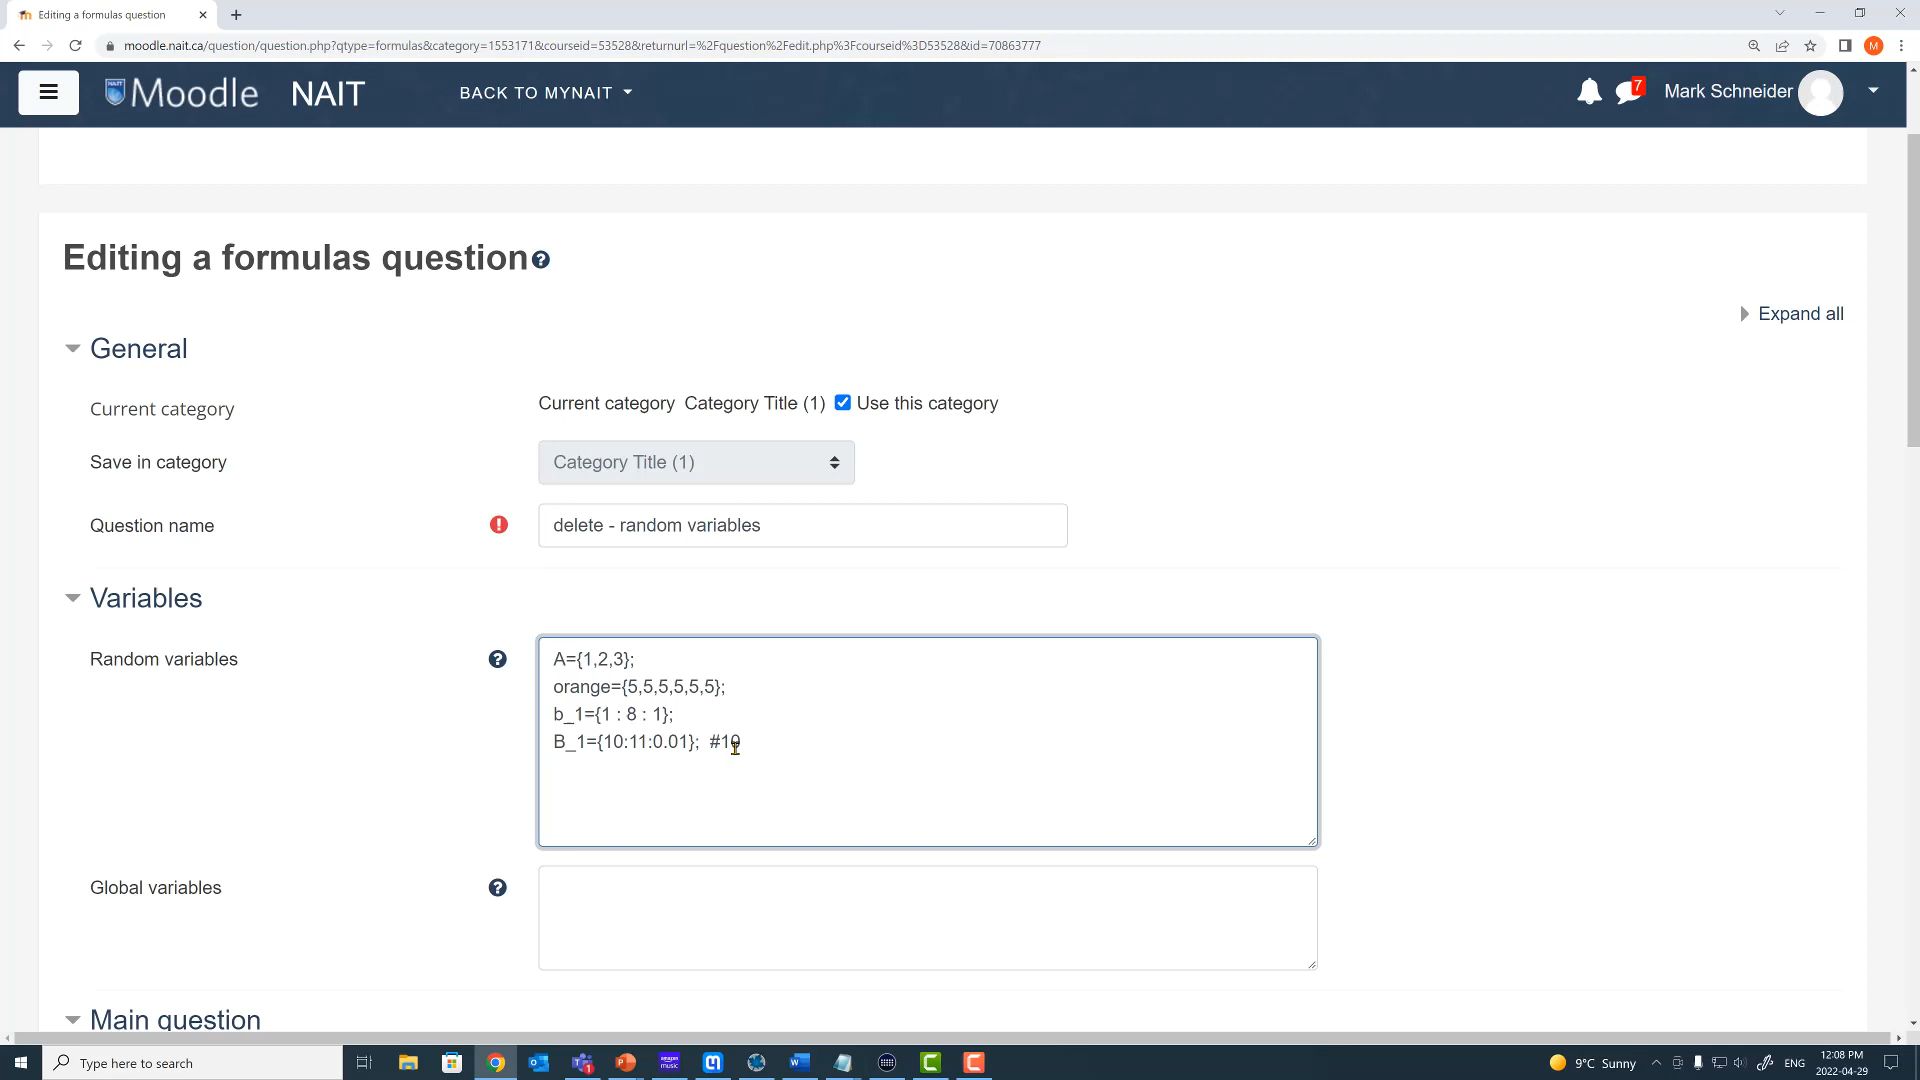 Editing a formulas question
moodle.nait.ca/question/question.php?qtype=formulas&category=1553171&courseid=53528&returnurl=%2Fquestion%2Fedit.php%3Fcourseid%3D53528&id=70863777
M
Moodle NAIT BACK TO MYNAIT 7 Mark Schneider
Editing a formulas question
Expand all
General
Current category Current category Category Title (1) Use this category
Save in category Category Title (1)
Question name delete - random variables
Variables
Random variables A={1,2,3};
orange={5,5,5,5,5,5};
b_1={1 : 8 : 1};
B_1={10:11:0.01}; #10
Global variables
Main question
Type here to search
9°C Sunny ENG 12:08 PM
2022-04-29